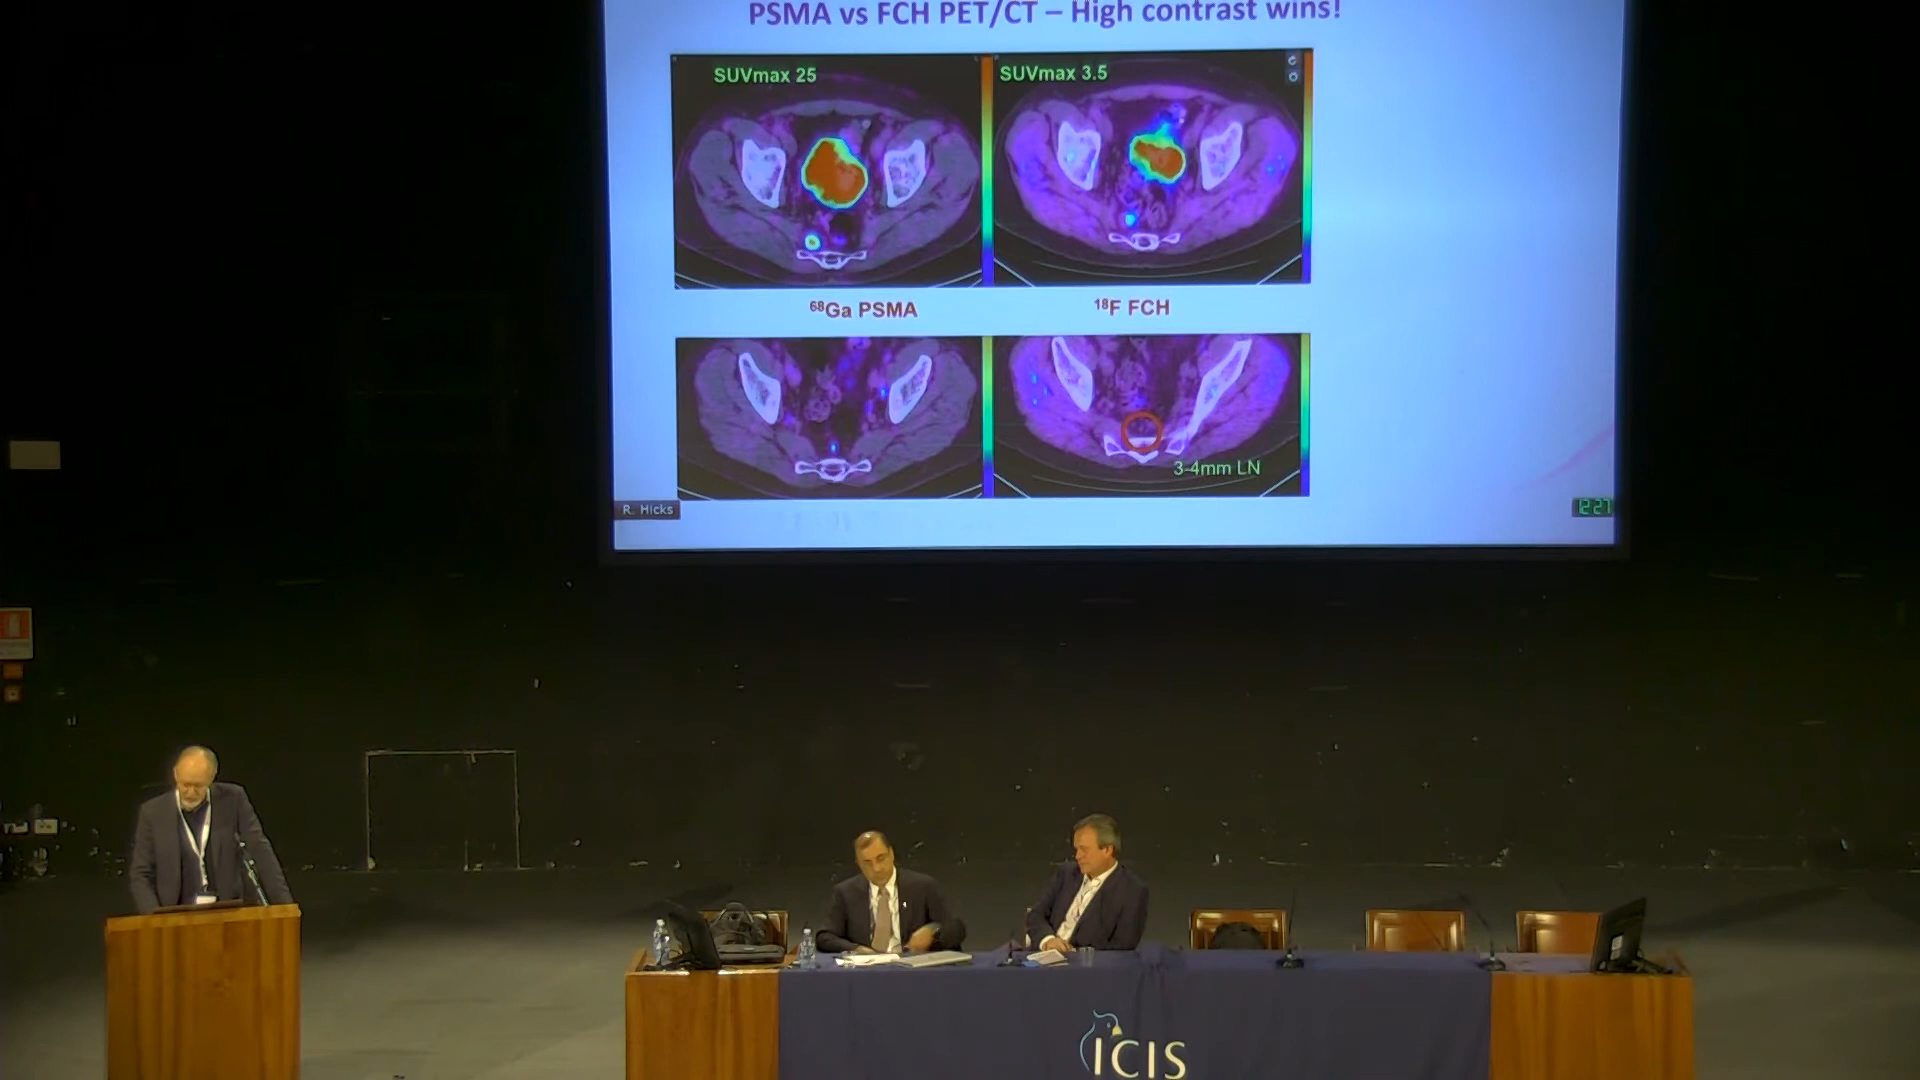 PSMA vs FCH PET/CT – High contrast wins!
SUVmax 25
SUVmax 3.5
⁶⁸Ga PSMA
¹⁸F FCH
3-4mm LN
R. Hicks
12:27
ICIS